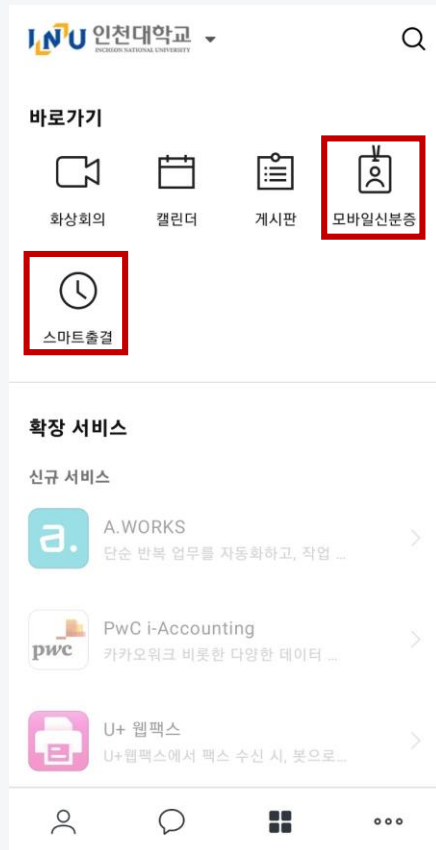 INU 인천대학교
INCHEON NATIONAL UNIVERSITY
바로가기
화상회의 캘린더 게시판 모바일신분증
스마트출결
확장 서비스
신규 서비스
a.
A.WORKS
단순 반복 업무를 자동화하고, 작업 ...
pwc
PwC i-Accounting
카카오워크 비롯한 다양한 데이터 ...
U+ 웹팩스
U+웹팩스에서 팩스 수신 시, 봇으로...